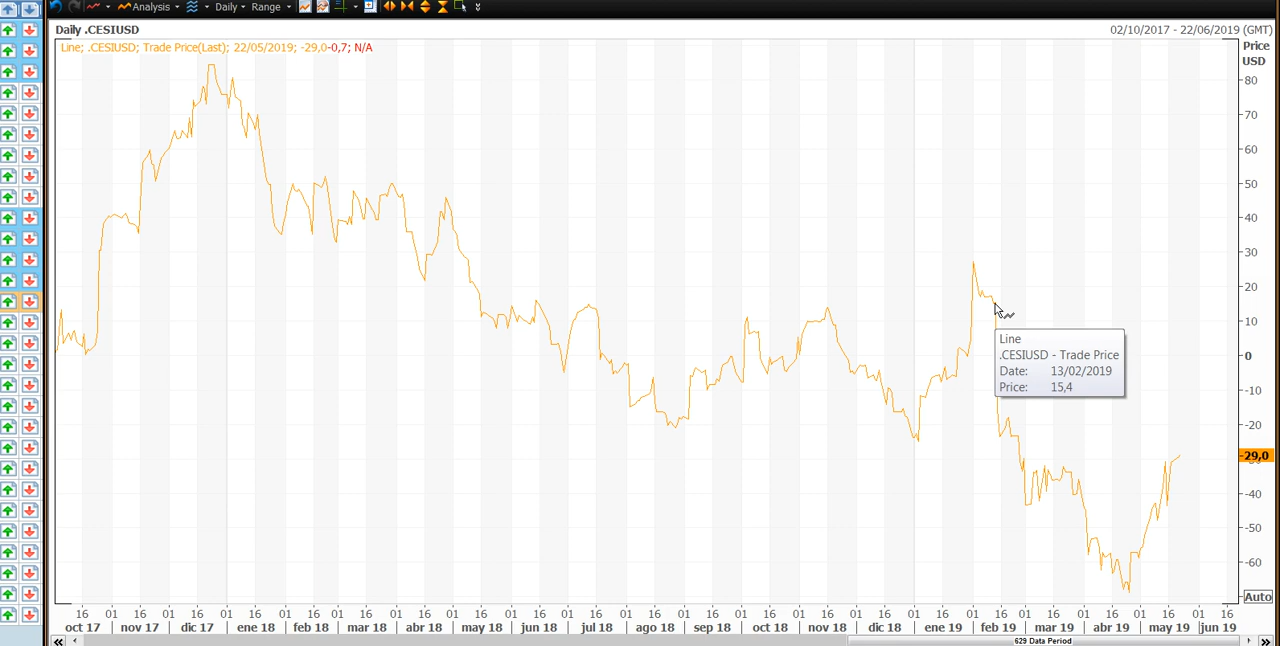 Analysis Daily Range
Daily .CESIUSD 02/10/2017 - 22/06/2019 (GMT)
Line; .CESIUSD; Trade Price(Last); 22/05/2019; -29,0-0,7; N/A
Price
USD
80
70
60
50
40
30
20
10
0
-10
-20
-29,0
-30
-40
-50
-60
Auto
Line
.CESIUSD - Trade Price
Date: 13/02/2019
Price: 15,4
16 01 16 01 16 01 16 01 16 01 16 01 16 01 16 01 16 01 16 01 16 01 16 01 16 01 16 01 16 01 16 01 16 01 16 01 16 01 16 01 16
oct 17 nov 17 dic 17 ene 18 feb 18 mar 18 abr 18 may 18 jun 18 jul 18 ago 18 sep 18 oct 18 nov 18 dic 18 ene 19 feb 19 mar 19 abr 19 may 19 jun 19
629 Data Period